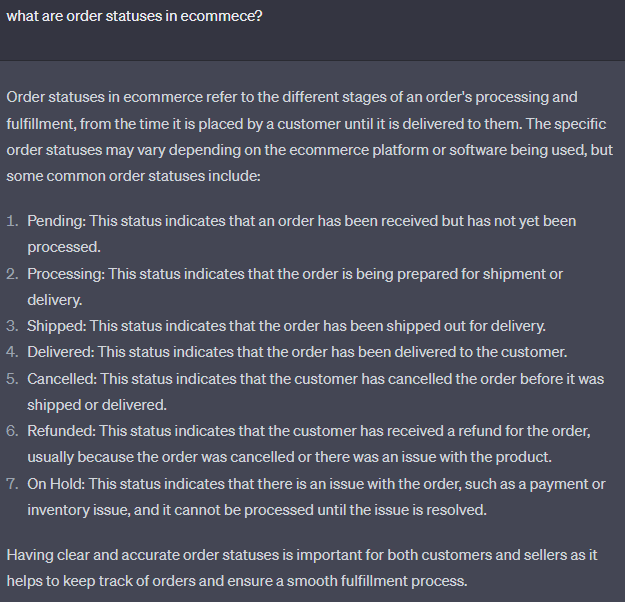 what are order statuses in ecommece?
Order statuses in ecommerce refer to the different stages of an order's processing and
fulfillment, from the time it is placed by a customer until it is delivered to them. The specific
order statuses may vary depending on the ecommerce platform or software being used, but
some common order statuses include:
1. Pending: This status indicates that an order has been received but has not yet been
processed.
2. Processing: This status indicates that the order is being prepared for shipment or
delivery.
3. Shipped: This status indicates that the order has been shipped out for delivery.
4. Delivered: This status indicates that the order has been delivered to the customer.
5. Cancelled: This status indicates that the customer has cancelled the order before it was
shipped or delivered.
6. Refunded: This status indicates that the customer has received a refund for the order,
usually because the order was cancelled or there was an issue with the product.
7. On Hold: This status indicates that there is an issue with the order, such as a payment or
inventory issue, and it cannot be processed until the issue is resolved.
Having clear and accurate order statuses is important for both customers and sellers as it
helps to keep track of orders and ensure a smooth fulfillment process.